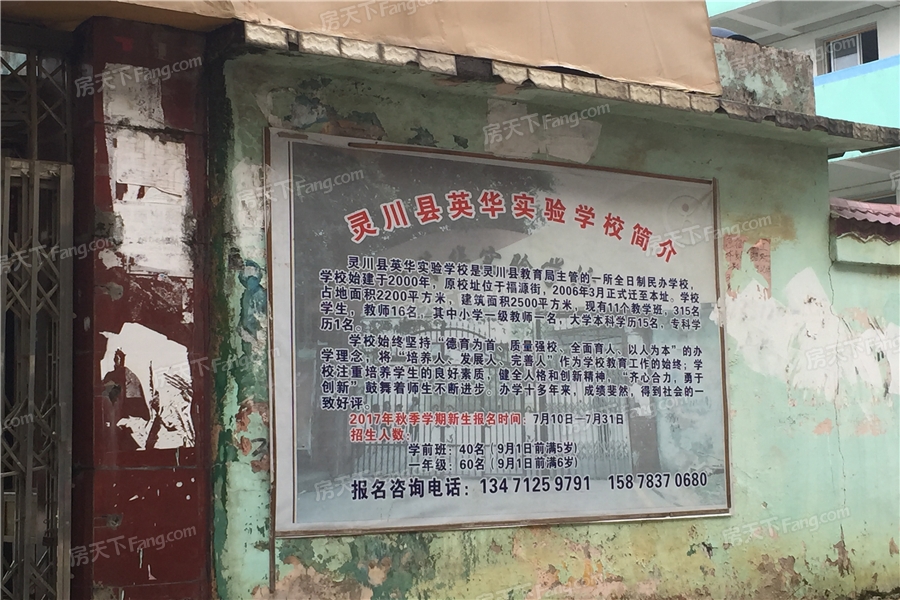 灵川县英华实验学校简介
灵川县英华实验学校是灵川县教育局主管的一所全日制民办学校,
学校始建于2000年，原校址位于福源街，2006年3月正式迁至本址。学校
占地面积2200平方米，建筑面积2500平方米，现有11个教学班，315名
学生，教师16名，其中小学一级教师一名；大学本科学历15名、专科学
历1名。
学校始终坚持“德育为首、质量强校、全面育人、以人为本”的办
学理念；将“培养人、发展人、完善人”作为学校教育工作的始终；学
校注重培养学生的良好素质、健全人格和创新精神、“齐心合力，勇于
创新”鼓舞着师生不断进步。办学十多年来，成绩斐然，得到社会的一
致好评。
2017年秋季学期新生报名时间：7月10日—7月31日
招生人数：
学前班：40名（9月1日前满5岁）
一年级：60名（9月1日前满6岁）
报名咨询电话：134 7125 9791 158 7837 0680
房天下Fang.com